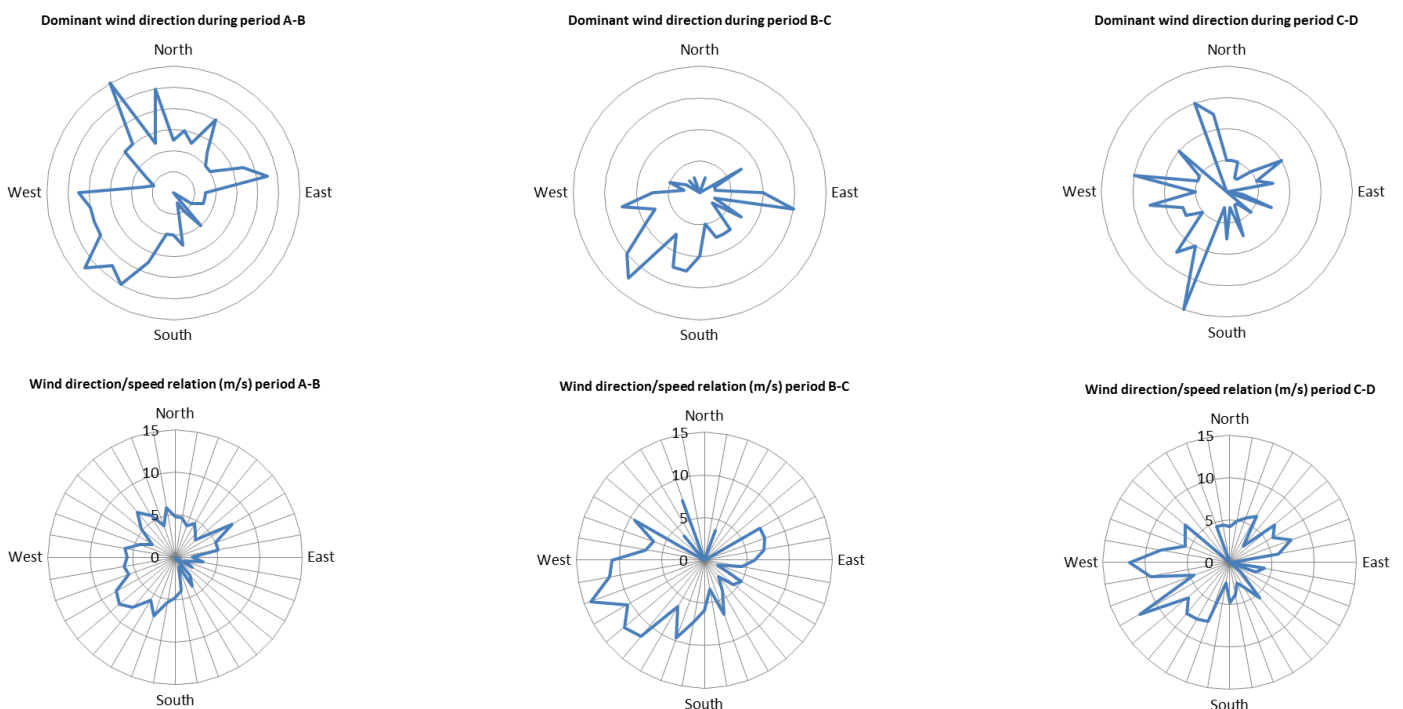 Dominant wind direction during period A-B
North
West
East
South
Dominant wind direction during period B-C
North
West
East
South
Dominant wind direction during period C-D
North
West
East
South
Wind direction/speed relation (m/s) period A-B
North
15
10
5
0
West
East
South
Wind direction/speed relation (m/s) period B-C
North
15
10
5
0
West
East
South
Wind direction/speed relation (m/s) period C-D
North
15
10
5
0
West
East
South